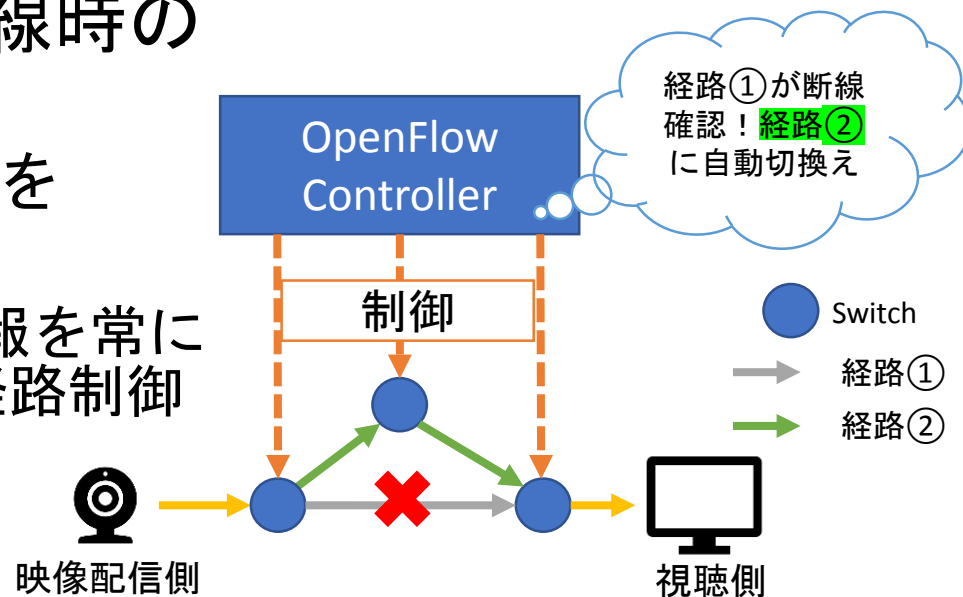 線時の
を
報を常に
路制御
OpenFlow
Controller
経路①が断線
確認！経路②
に自動切換え
制御
Switch
経路①
経路②
映像配信側
視聴側